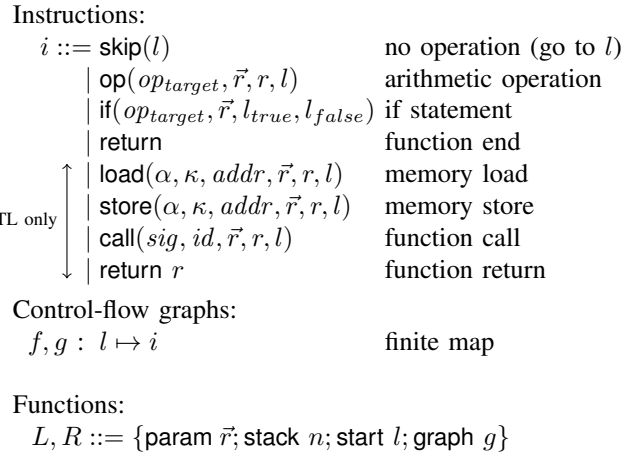 Instructions:
i ::= skip(l) no operation (go to l)
| op(op_target, r⃗, r, l) arithmetic operation
| if(op_target, r⃗, l_true, l_false) if statement
| return function end
| load(α, κ, addr, r⃗, r, l) memory load
| store(α, κ, addr, r⃗, r, l) memory store
TL only
| call(sig, id, r⃗, r, l) function call
| return r function return
Control-flow graphs:
f, g : l ↦ i finite map
Functions:
L, R ::= {param r⃗; stack n; start l; graph g}